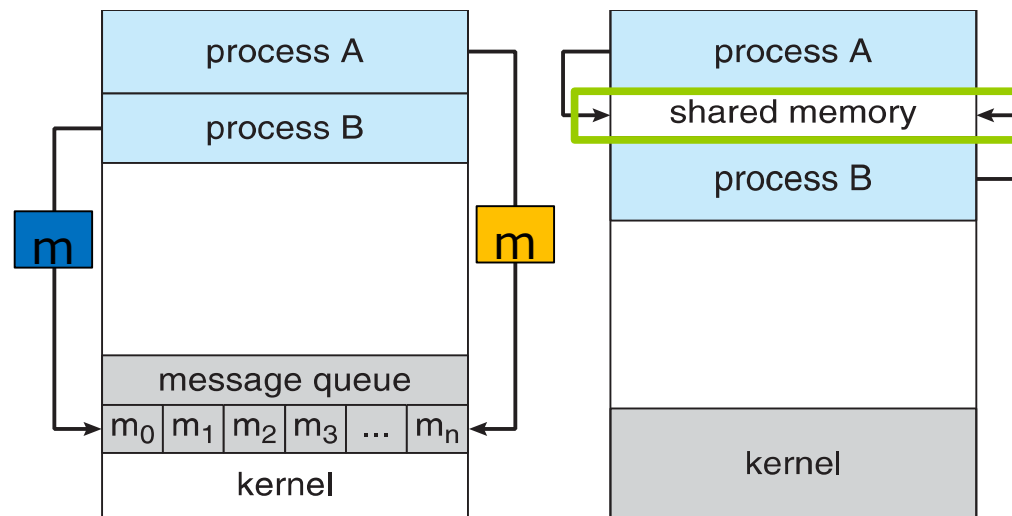 process A
process B
m
m
message queue
m0 m1 m2 m3 ... mn
kernel
process A
shared memory
process B
kernel